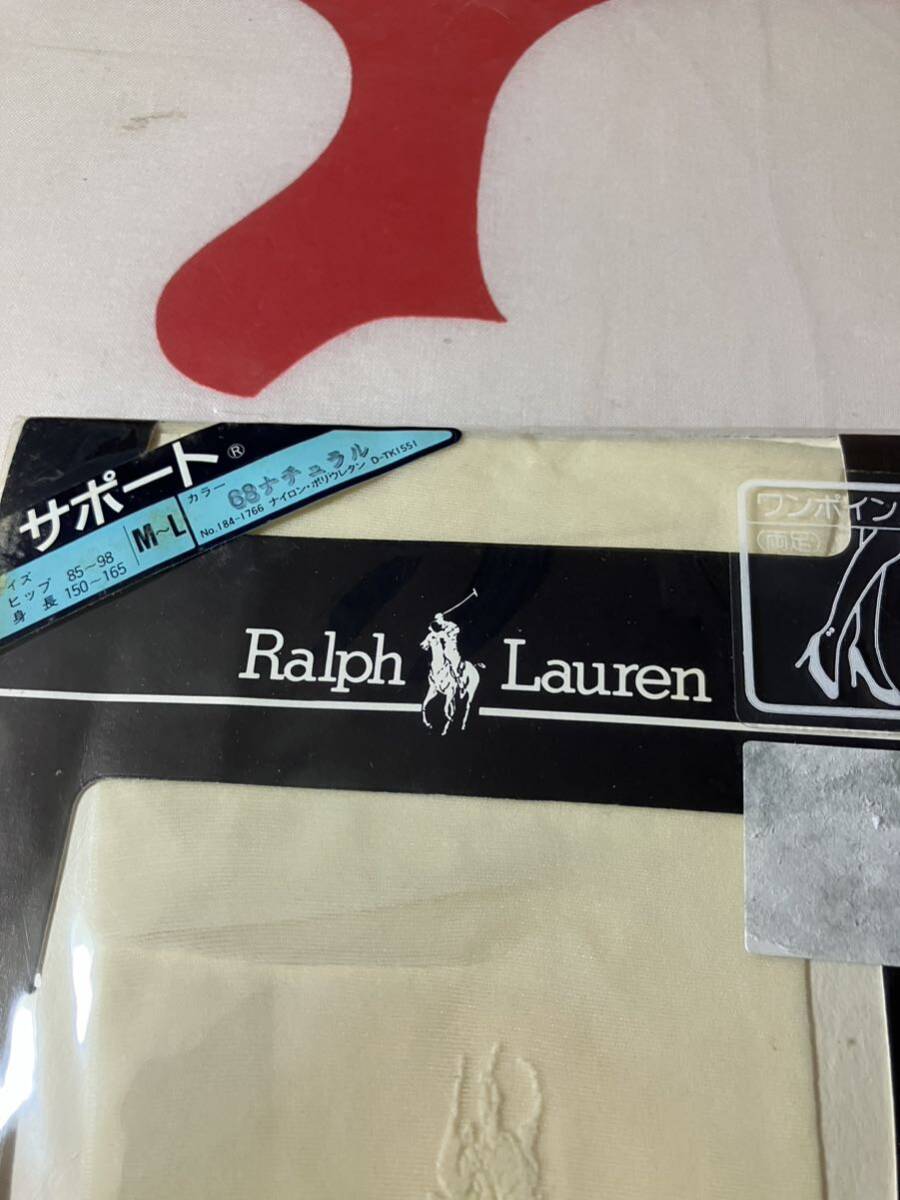 サポート®
サイズ M~L
ヒップ 85~98
身長 150~165
カラー 68ナチュラル
No.184-1766 ナイロン・ポリウレタン D-TK1551
ワンポイン
両足
Ralph Lauren